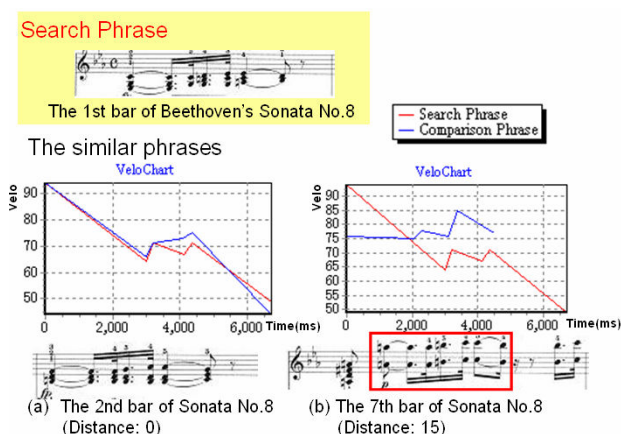 Search Phrase
The 1st bar of Beethoven's Sonata No.8
Search Phrase
Comparison Phrase
The similar phrases
VeloChart
Velo
90
80
70
60
50
0
2,000
4,000
6,000
Time(ms)
VeloChart
Velo
90
85
80
75
70
65
60
55
50
0
2,000
4,000
6,000
Time(ms)
(a) The 2nd bar of Sonata No.8
(Distance: 0)
(b) The 7th bar of Sonata No.8
(Distance: 15)